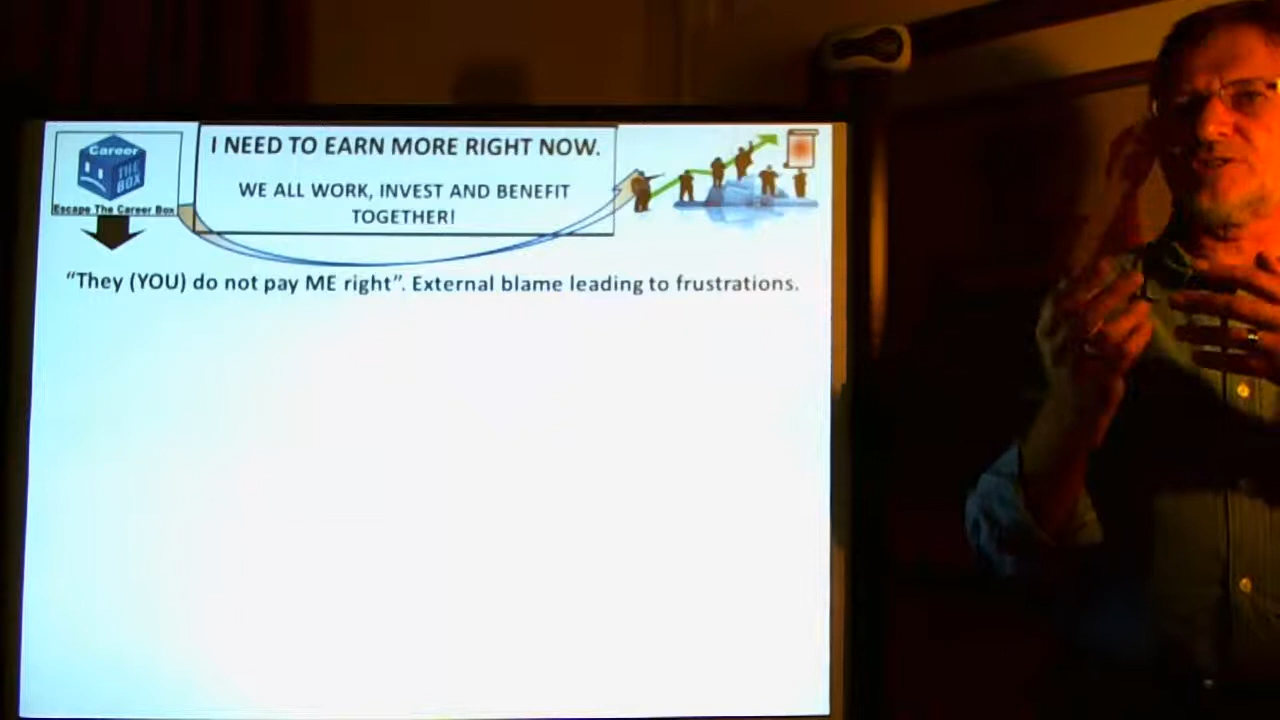 Career
THE
BOX
Escape The Career Box
I NEED TO EARN MORE RIGHT NOW.
WE ALL WORK, INVEST AND BENEFIT
TOGETHER!
“They (YOU) do not pay ME right”. External blame leading to frustrations.